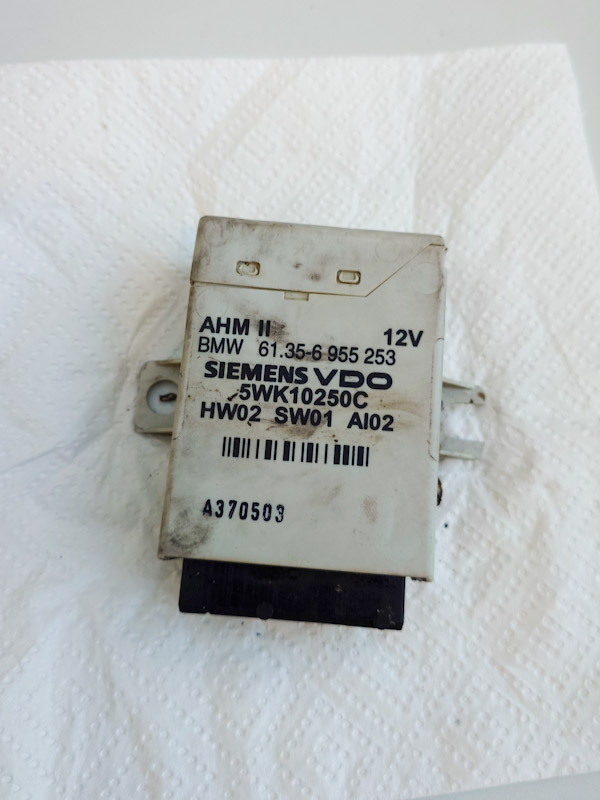 AHM II 12V
BMW 61.35-6 955 253
SIEMENS VDO
5WK10250C
HW02 SW01 AI02
A370503